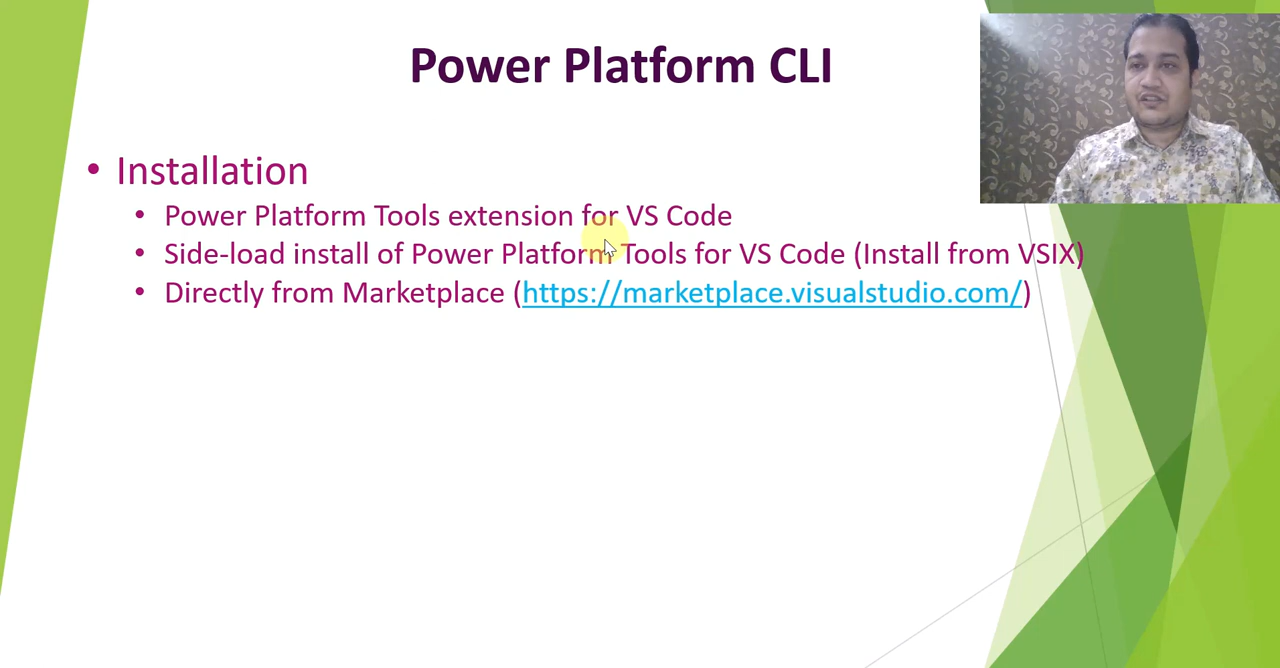 Power Platform CLI
• Installation
• Power Platform Tools extension for VS Code
• Side-load install of Power Platform Tools for VS Code (Install from VSIX)
• Directly from Marketplace (https://marketplace.visualstudio.com/)